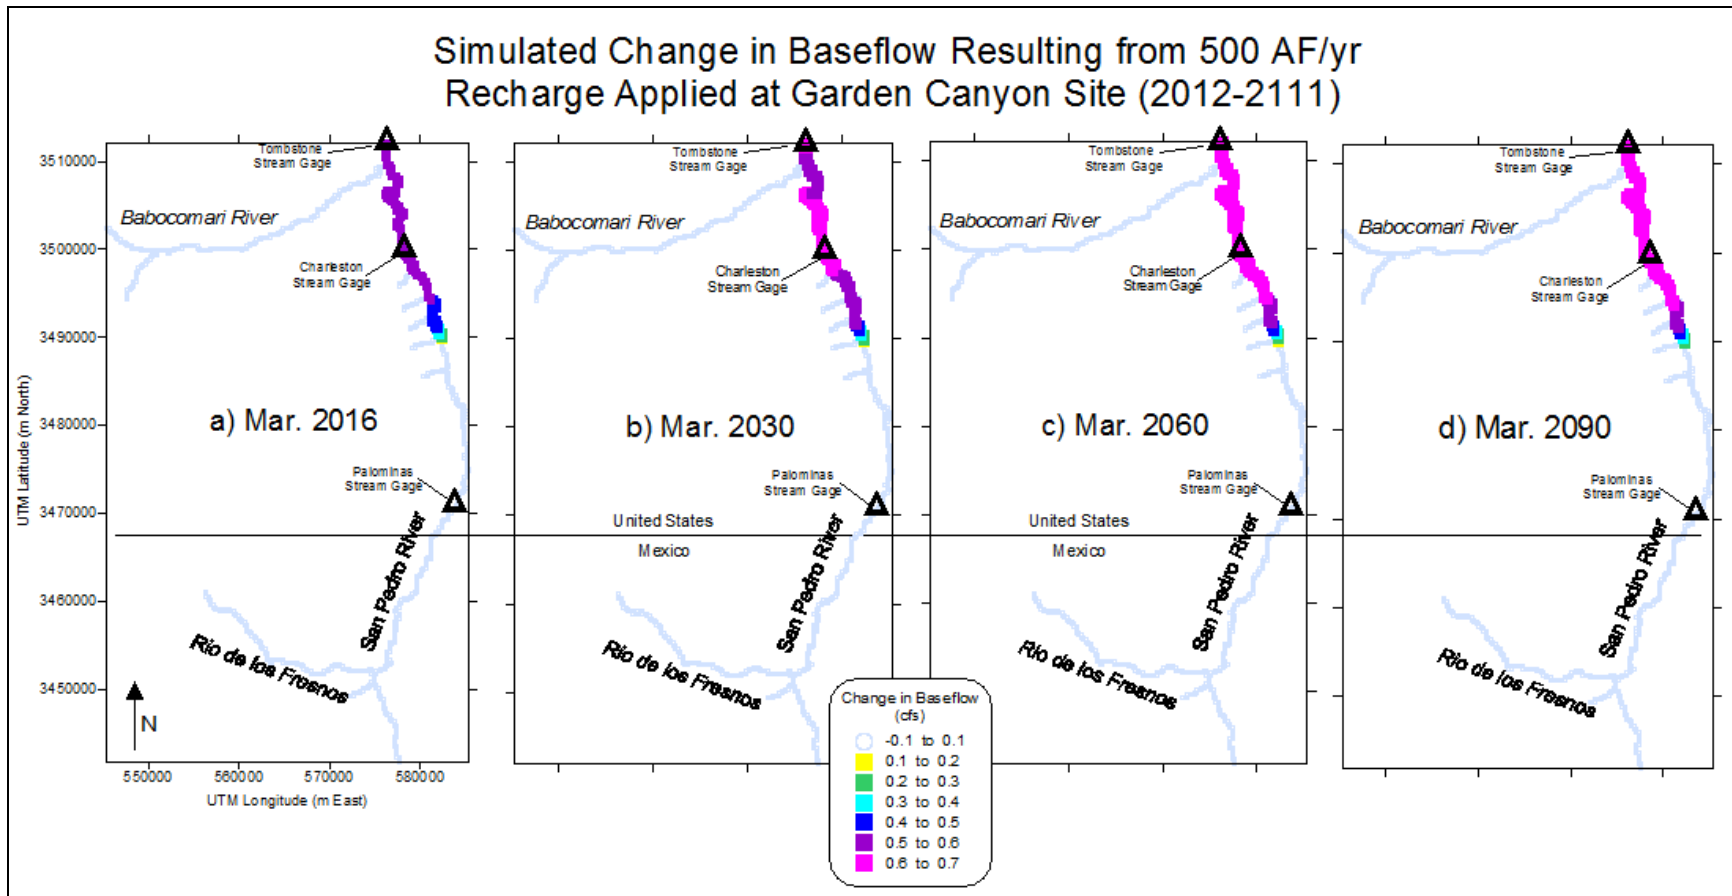 Simulated Change in Baseflow Resulting from 500 AF/yr
Recharge Applied at Garden Canyon Site (2012-2111)
Tombstone
Stream Gage
Babocomari River
Charleston
Stream Gage
a) Mar. 2016
Palominas
Stream Gage
San Pedro River
Rio de los Fresnos
N
3510000
3500000
3490000
3480000
3470000
3460000
3450000
UTM Latitude (m North)
550000
560000
570000
580000
UTM Longitude (m East)
Tombstone
Stream Gage
Babocomari River
Charleston
Stream Gage
b) Mar. 2030
Palominas
Stream Gage
United States
Mexico
San Pedro River
Rio de los Fresnos
Tombstone
Stream Gage
Babocomari River
Charleston
Stream Gage
c) Mar. 2060
Palominas
Stream Gage
United States
Mexico
San Pedro River
Rio de los Fresnos
Tombstone
Stream Gage
Babocomari River
Charleston
Stream Gage
d) Mar. 2090
Palominas
Stream Gage
San Pedro River
Rio de los Fresnos
Change in Baseflow
(cfs)
-0.1 to 0.1
0.1 to 0.2
0.2 to 0.3
0.3 to 0.4
0.4 to 0.5
0.5 to 0.6
0.6 to 0.7